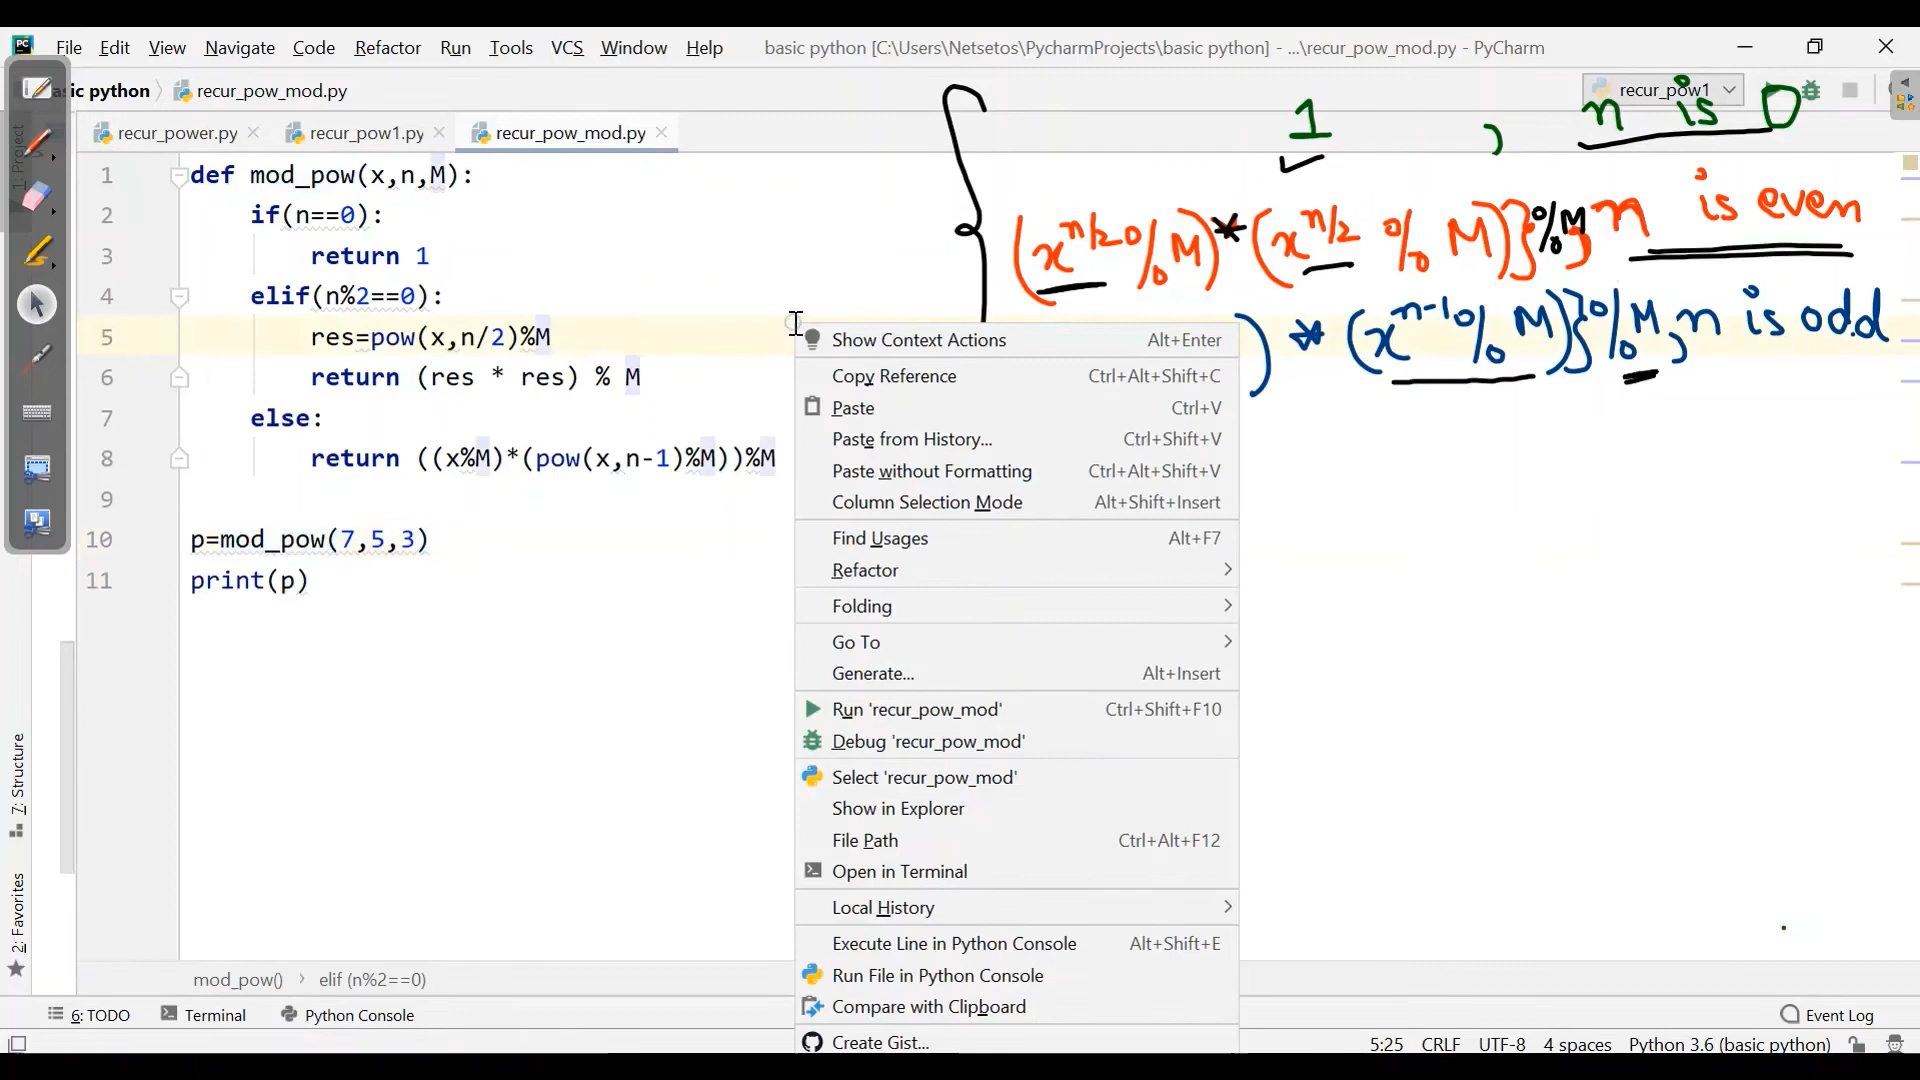 File Edit View Navigate Code Refactor Run Tools VCS Window Help basic python [C:\Users\Netsetos\PycharmProjects\basic python] - ...\recur_pow_mod.py - PyCharm
ic python recur_pow_mod.py recur_pow1
recur_power.py recur_pow1.py recur_pow_mod.py
1 , n is 0
(x^n/2 % M) * (x^n/2 % M)} % M} n is even
) * (x^n-1 % M)} % M, n is odd
1: Project
1 def mod_pow(x,n,M):
2 if(n==0):
3 return 1
4 elif(n%2==0):
5 res=pow(x,n/2)%M
6 return (res * res) % M
7 else:
8 return ((x%M)*(pow(x,n-1)%M))%M
9
10 p=mod_pow(7,5,3)
11 print(p)
Show Context Actions Alt+Enter
Copy Reference Ctrl+Alt+Shift+C
Paste Ctrl+V
Paste from History... Ctrl+Shift+V
Paste without Formatting Ctrl+Alt+Shift+V
Column Selection Mode Alt+Shift+Insert
Find Usages Alt+F7
Refactor
Folding
Go To
Generate... Alt+Insert
Run 'recur_pow_mod' Ctrl+Shift+F10
Debug 'recur_pow_mod'
Select 'recur_pow_mod'
Show in Explorer
File Path Ctrl+Alt+F12
Open in Terminal
Local History
Execute Line in Python Console Alt+Shift+E
Run File in Python Console
Compare with Clipboard
Create Gist...
7: Structure
2: Favorites
mod_pow() elif (n%2==0)
6: TODO Terminal Python Console Event Log
5:25 CRLF UTF-8 4 spaces Python 3.6 (basic python)